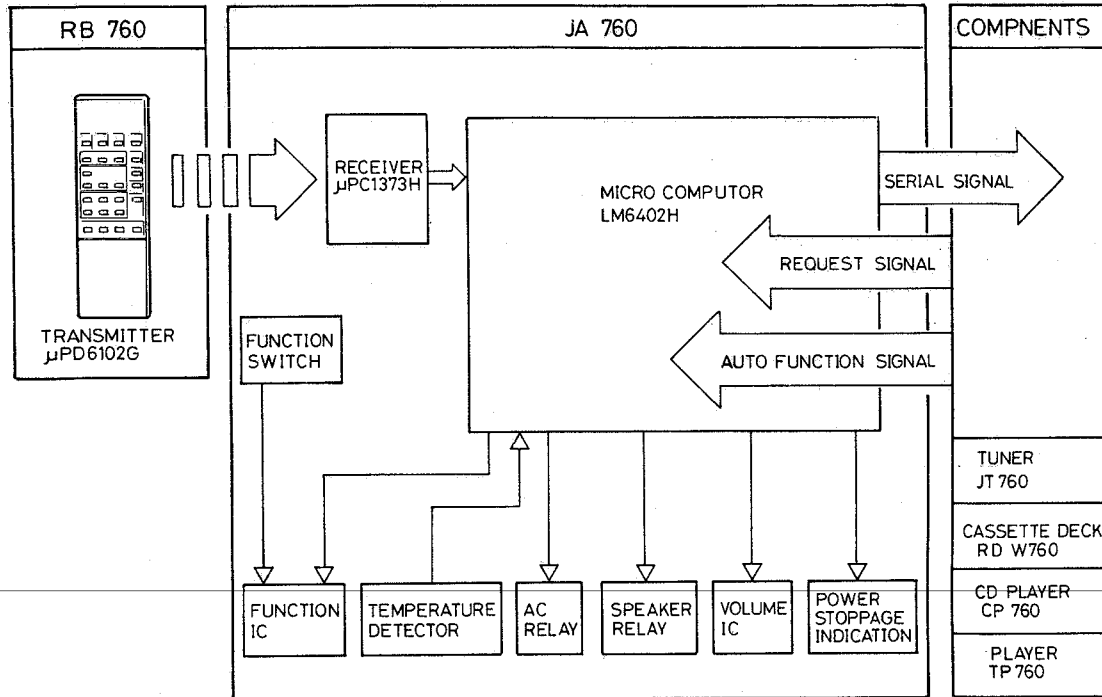 RB 760
TRANSMITTER
µPD6102G
JA 760
RECEIVER
µPC1373H
MICRO COMPUTOR
LM6402H
FUNCTION
SWITCH
FUNCTION
IC
TEMPERATURE
DETECTOR
AC
RELAY
SPEAKER
RELAY
VOLUME
IC
POWER
STOPPAGE
INDICATION
COMPNENTS
SERIAL SIGNAL
REQUEST SIGNAL
AUTO FUNCTION SIGNAL
TUNER
JT 760
CASSETTE DECK
RD W760
CD PLAYER
CP 760
PLAYER
TP 760